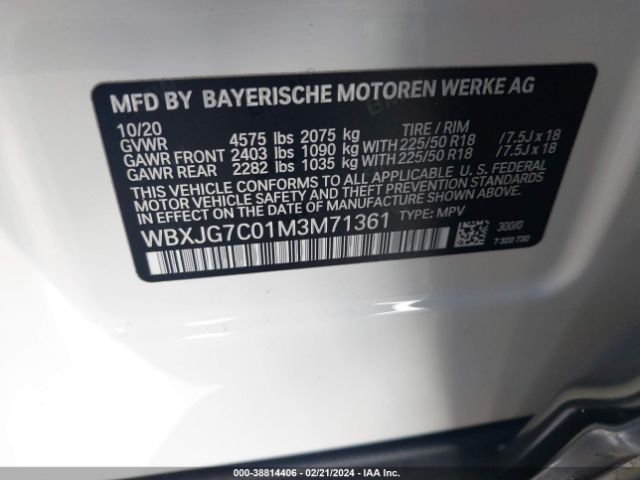 MFD BY BAYERISCHE MOTOREN WERKE AG
10/20 TIRE / RIM
GVWR 4575 lbs 2075 kg
GAWR FRONT 2403 lbs 1090 kg WITH 225/50 R18 / 7.5J x 18
GAWR REAR 2282 lbs 1035 kg WITH 225/50 R18 / 7.5J x 18
THIS VEHICLE CONFORMS TO ALL APPLICABLE U.S. FEDERAL
MOTOR VEHICLE SAFETY, BUMPER, AND THEFT PREVENTION STANDARDS
IN EFFECT ON THE DATE OF MANUFACTURE SHOWN ABOVE.
WBXJG7C01M3M71361 TYPE: MPV
300/0
7 520 730
000-38814406 - 02/21/2024 - IAA Inc.